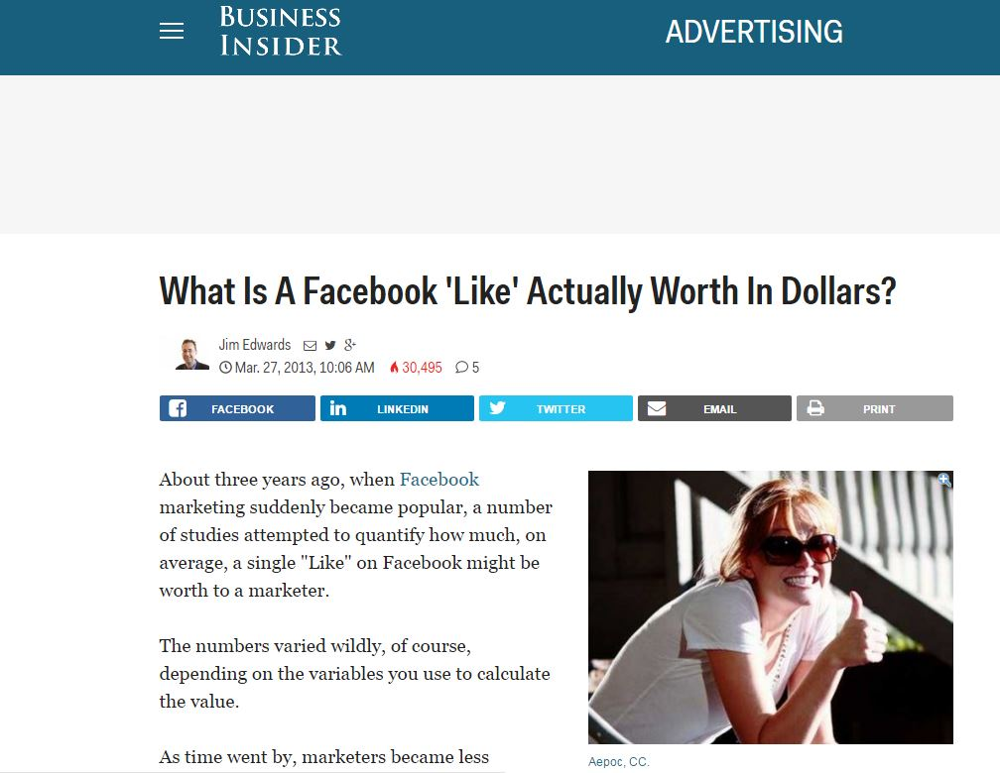 BUSINESS
INSIDER
ADVERTISING
What Is A Facebook 'Like' Actually Worth In Dollars?
Jim Edwards
Mar. 27, 2013, 10:06 AM 30,495 5
FACEBOOK LINKEDIN TWITTER EMAIL PRINT
About three years ago, when Facebook
marketing suddenly became popular, a number
of studies attempted to quantify how much, on
average, a single "Like" on Facebook might be
worth to a marketer.
The numbers varied wildly, of course,
depending on the variables you use to calculate
the value.
As time went by, marketers became less
Aepoc, CC.